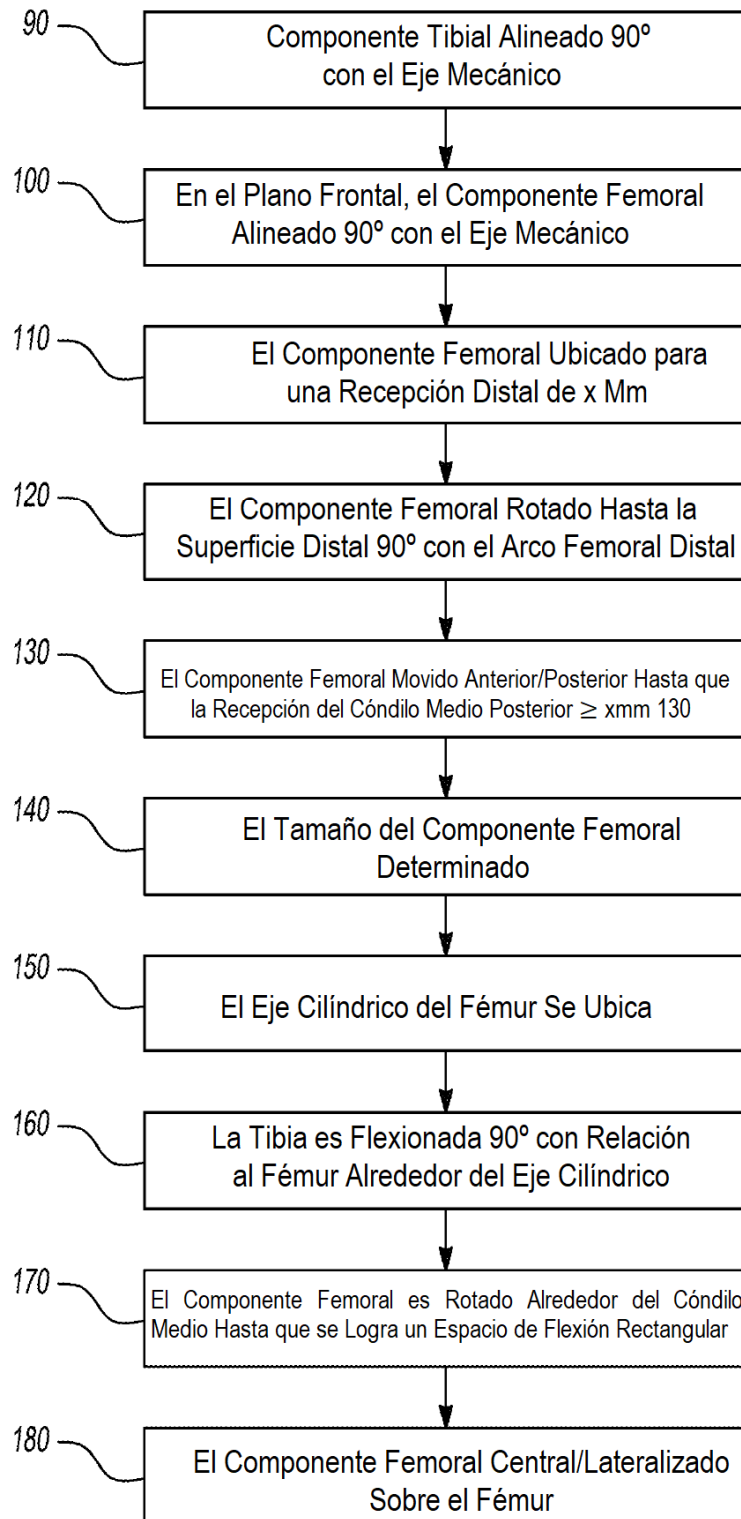 90
Componente Tibial Alineado 90º
con el Eje Mecánico
100
En el Plano Frontal, el Componente Femoral
Alineado 90º con el Eje Mecánico
110
El Componente Femoral Ubicado para
una Recepción Distal de x Mm
120
El Componente Femoral Rotado Hasta la
Superficie Distal 90º con el Arco Femoral Distal
130
El Componente Femoral Movido Anterior/Posterior Hasta que
la Recepción del Cóndilo Medio Posterior ≥ xmm 130
140
El Tamaño del Componente Femoral
Determinado
150
El Eje Cilíndrico del Fémur Se Ubica
160
La Tibia es Flexionada 90º con Relación
al Fémur Alrededor del Eje Cilíndrico
170
El Componente Femoral es Rotado Alrededor del Cóndilo
Medio Hasta que se Logra un Espacio de Flexión Rectangular
180
El Componente Femoral Central/Lateralizado
Sobre el Fémur